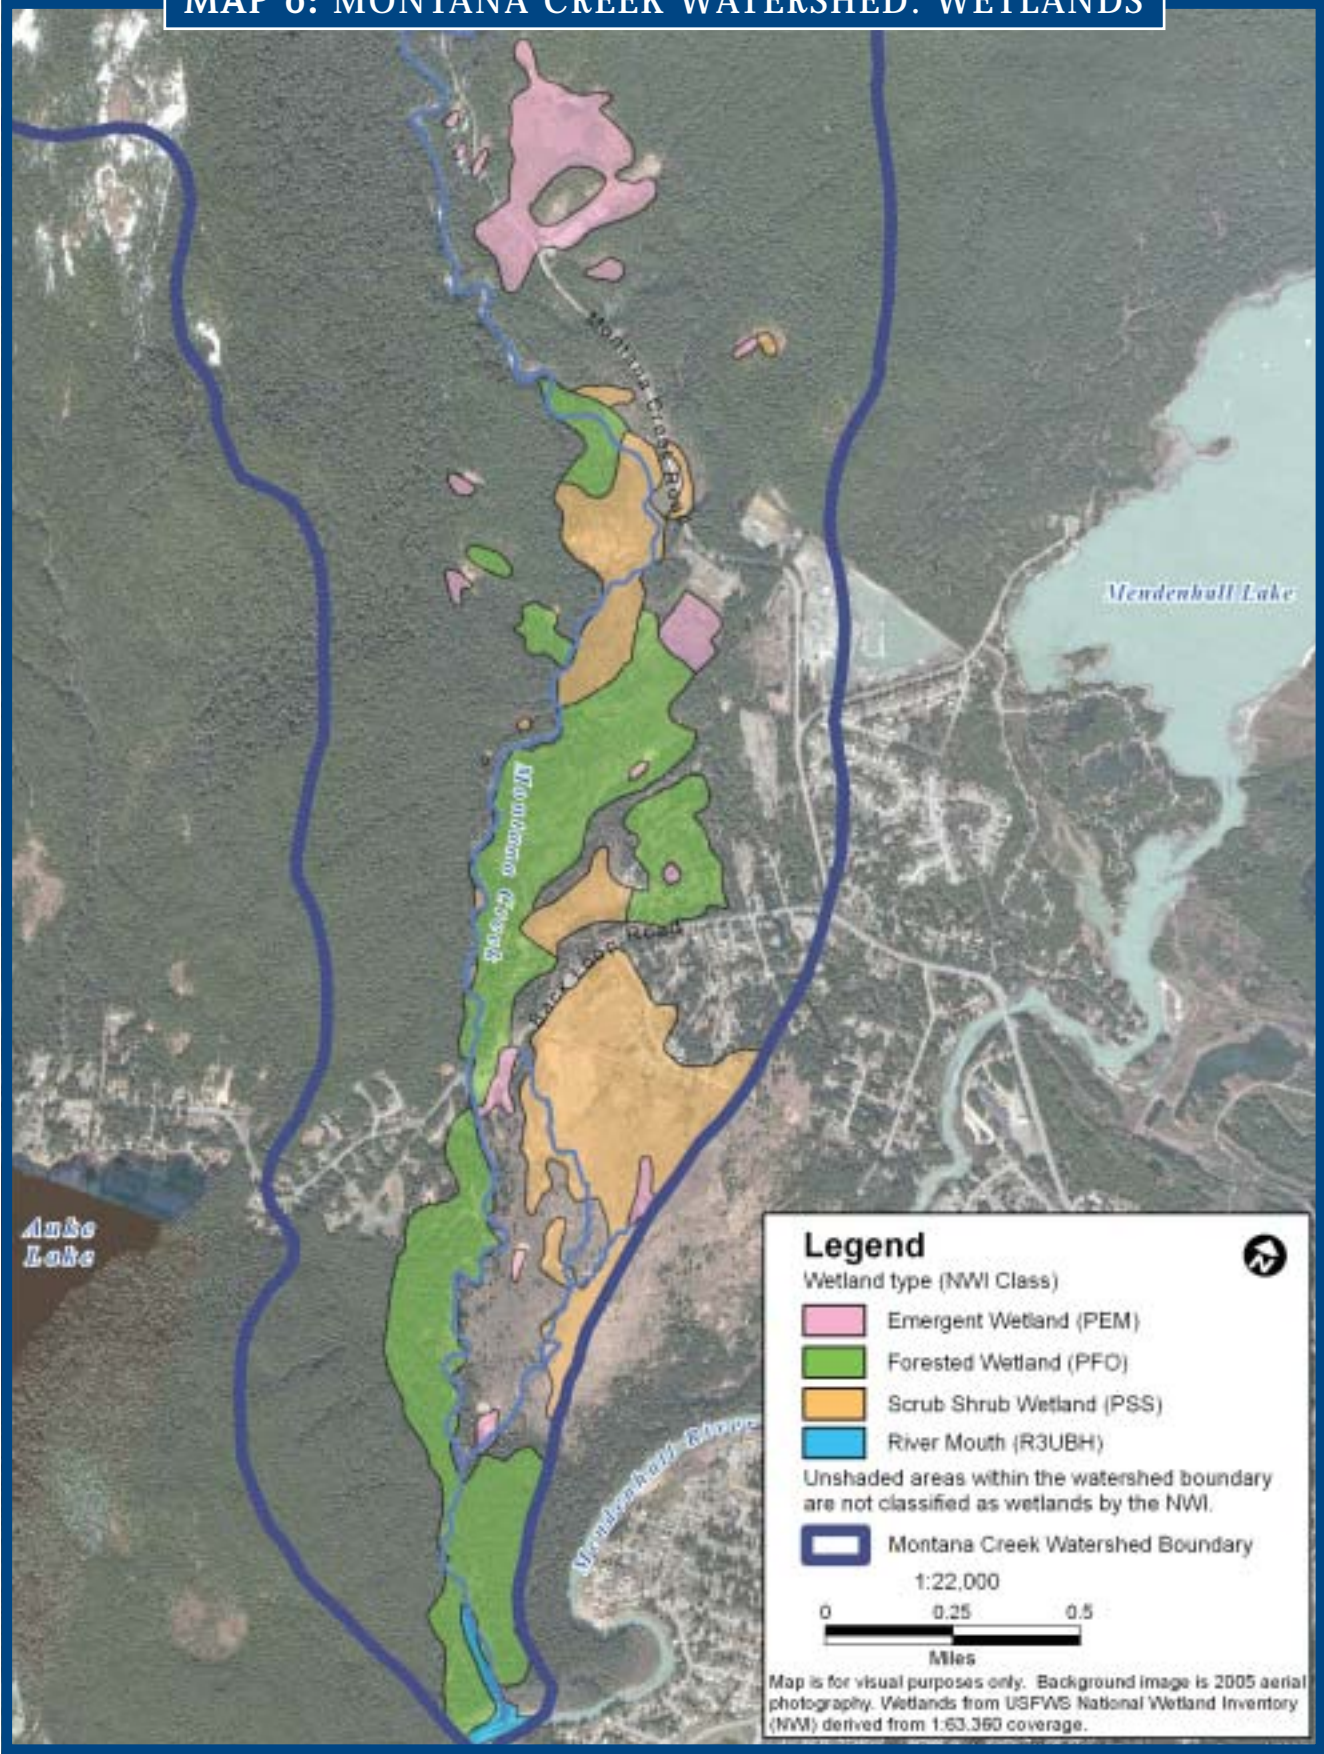 MAP 6: MONTANA CREEK WATERSHED: WETLANDS
Montana Creek Road
Mendenhall Lake
Montana Creek
Back Loop Road
Auke
Lake
Mendenhall River
Legend
N
Wetland type (NWI Class)
Emergent Wetland (PEM)
Forested Wetland (PFO)
Scrub Shrub Wetland (PSS)
River Mouth (R3UBH)
Unshaded areas within the watershed boundary
are not classified as wetlands by the NWI.
Montana Creek Watershed Boundary
1:22,000
0 0.25 0.5
Miles
Map is for visual purposes only. Background image is 2005 aerial
photography. Wetlands from USFWS National Wetland Inventory
(NWI) derived from 1:63,360 coverage.